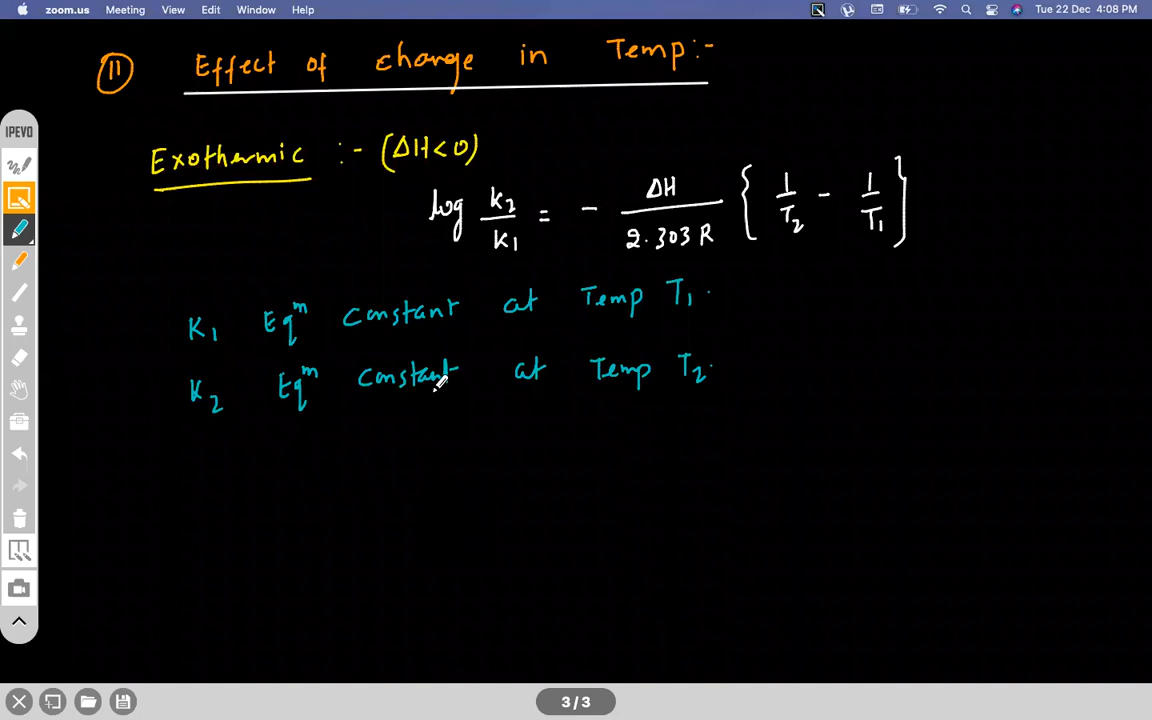 zoom.us Meeting View Edit Window Help Tue 22 Dec 4:08 PM
11 Effect of change in Temp:-
IPEVO
Exothermic :- (ΔH<0)
log K2/K1 = - ΔH/2.303 R { 1/T2 - 1/T1 }
K1 Eqm constant at Temp T1.
K2 Eqm constant at Temp T2.
3/3